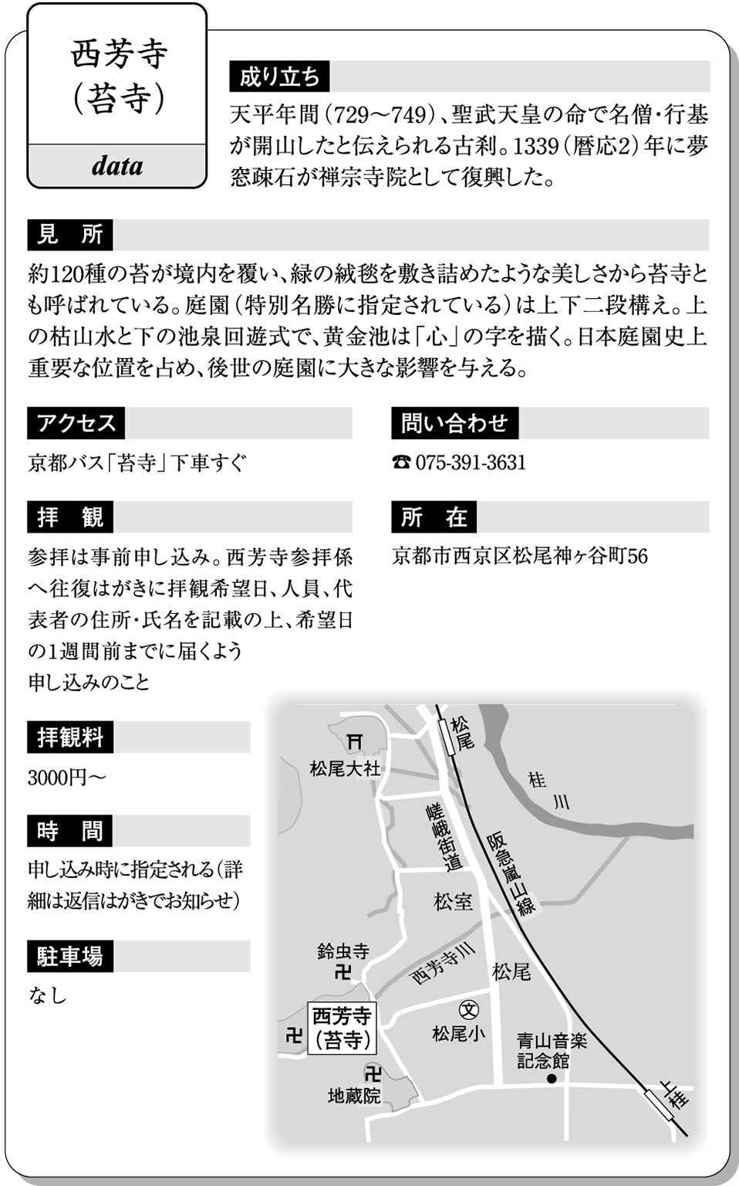 西芳寺
（苔寺）
data
成り立ち
天平年間（729～749）、聖武天皇の命で名僧・行基
が開山したと伝えられる古刹。1339（暦応2）年に夢
窓疎石が禅宗寺院として復興した。
見　所
約120種の苔が境内を覆い、緑の絨毯を敷き詰めたような美しさから苔寺と
も呼ばれている。庭園（特別名勝に指定されている）は上下二段構え。上
の枯山水と下の池泉回遊式で、黄金池は「心」の字を描く。日本庭園史上
重要な位置を占め、後世の庭園に大きな影響を与える。
アクセス
京都バス「苔寺」下車すぐ
問い合わせ
☎075-391-3631
拝　観
参拝は事前申し込み。西芳寺参拝係
へ往復はがきに拝観希望日、人員、代
表者の住所・氏名を記載の上、希望日
の1週間前までに届くよう
申し込みのこと
所　在
京都市西京区松尾神ヶ谷町56
拝観料
3000円～
時　間
申し込み時に指定される（詳
細は返信はがきでお知らせ）
駐車場
なし
松尾
松尾大社
桂川
嵯峨街道
阪急嵐山線
松室
鈴虫寺
卍
西芳寺川
松尾
西芳寺
（苔寺）
卍
文
松尾小
青山音楽
記念館
卍
地蔵院
上桂